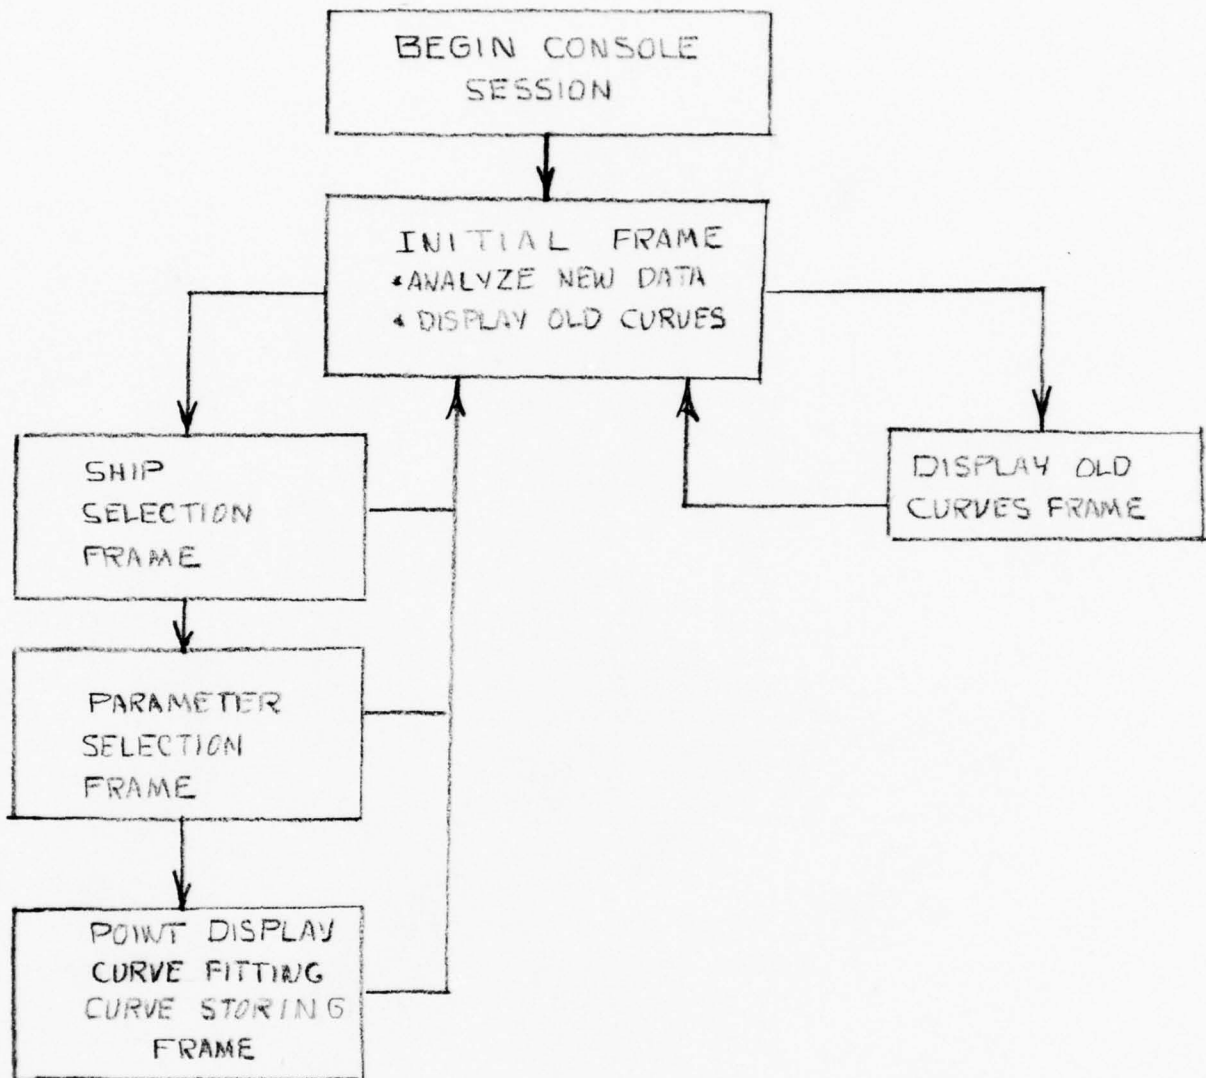 BEGIN CONSOLE
SESSION
INITIAL FRAME
•ANALYZE NEW DATA
• DISPLAY OLD CURVES
SHIP
SELECTION
FRAME
DISPLAY OLD
CURVES FRAME
PARAMETER
SELECTION
FRAME
POINT DISPLAY
CURVE FITTING
CURVE STORING
FRAME